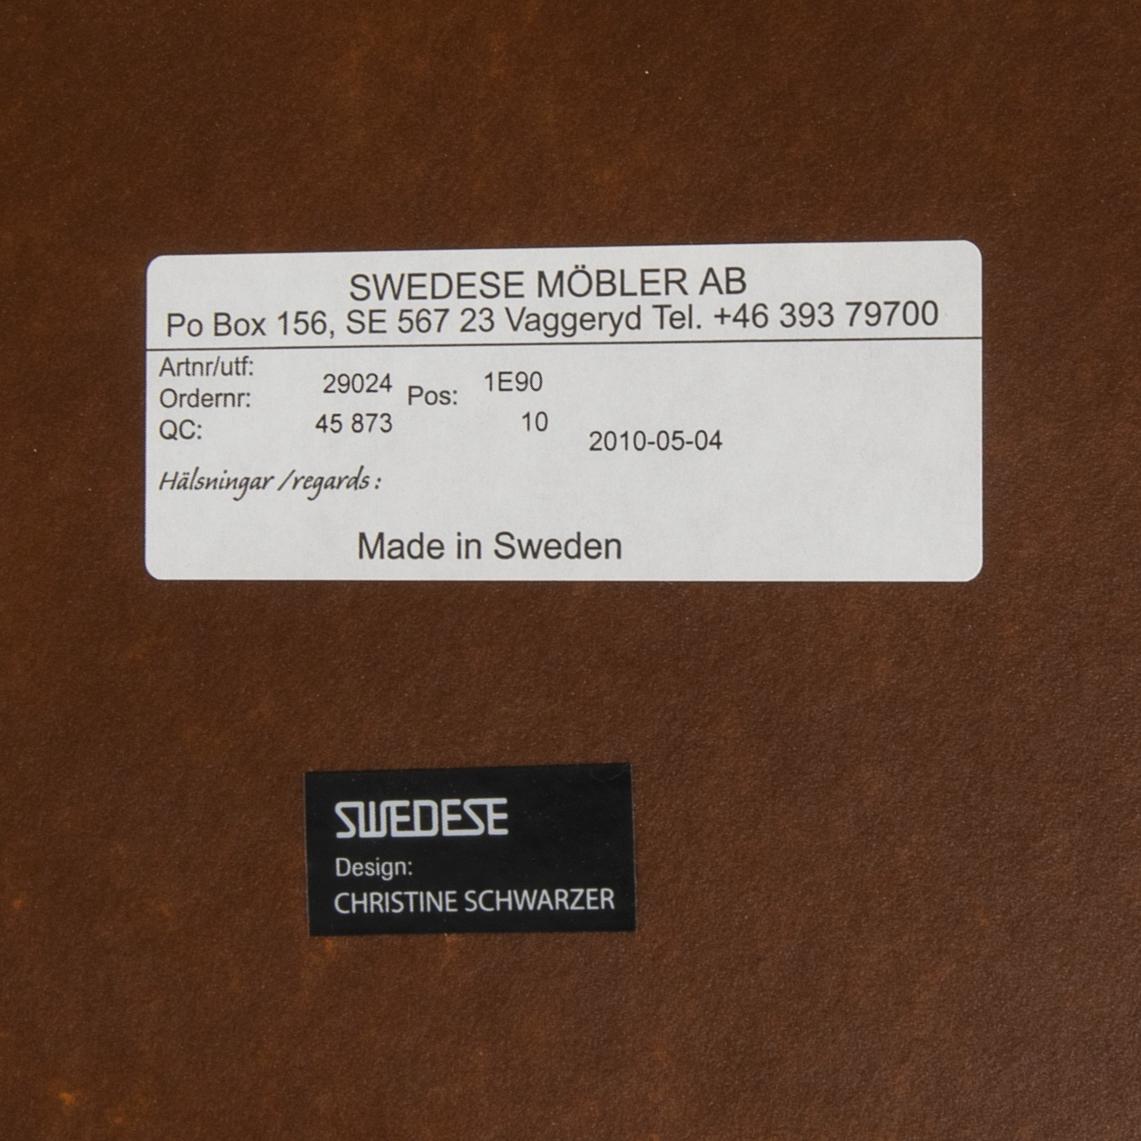 SWEDESE MÖBLER AB
Po Box 156, SE 567 23 Vaggeryd Tel. +46 393 79700
Artnr/utf: 29024 1E90
Ordernr: 45 873 Pos: 10
QC: 2010-05-04
Hälsningar /regards :
Made in Sweden
SWEDESE
Design:
CHRISTINE SCHWARZER